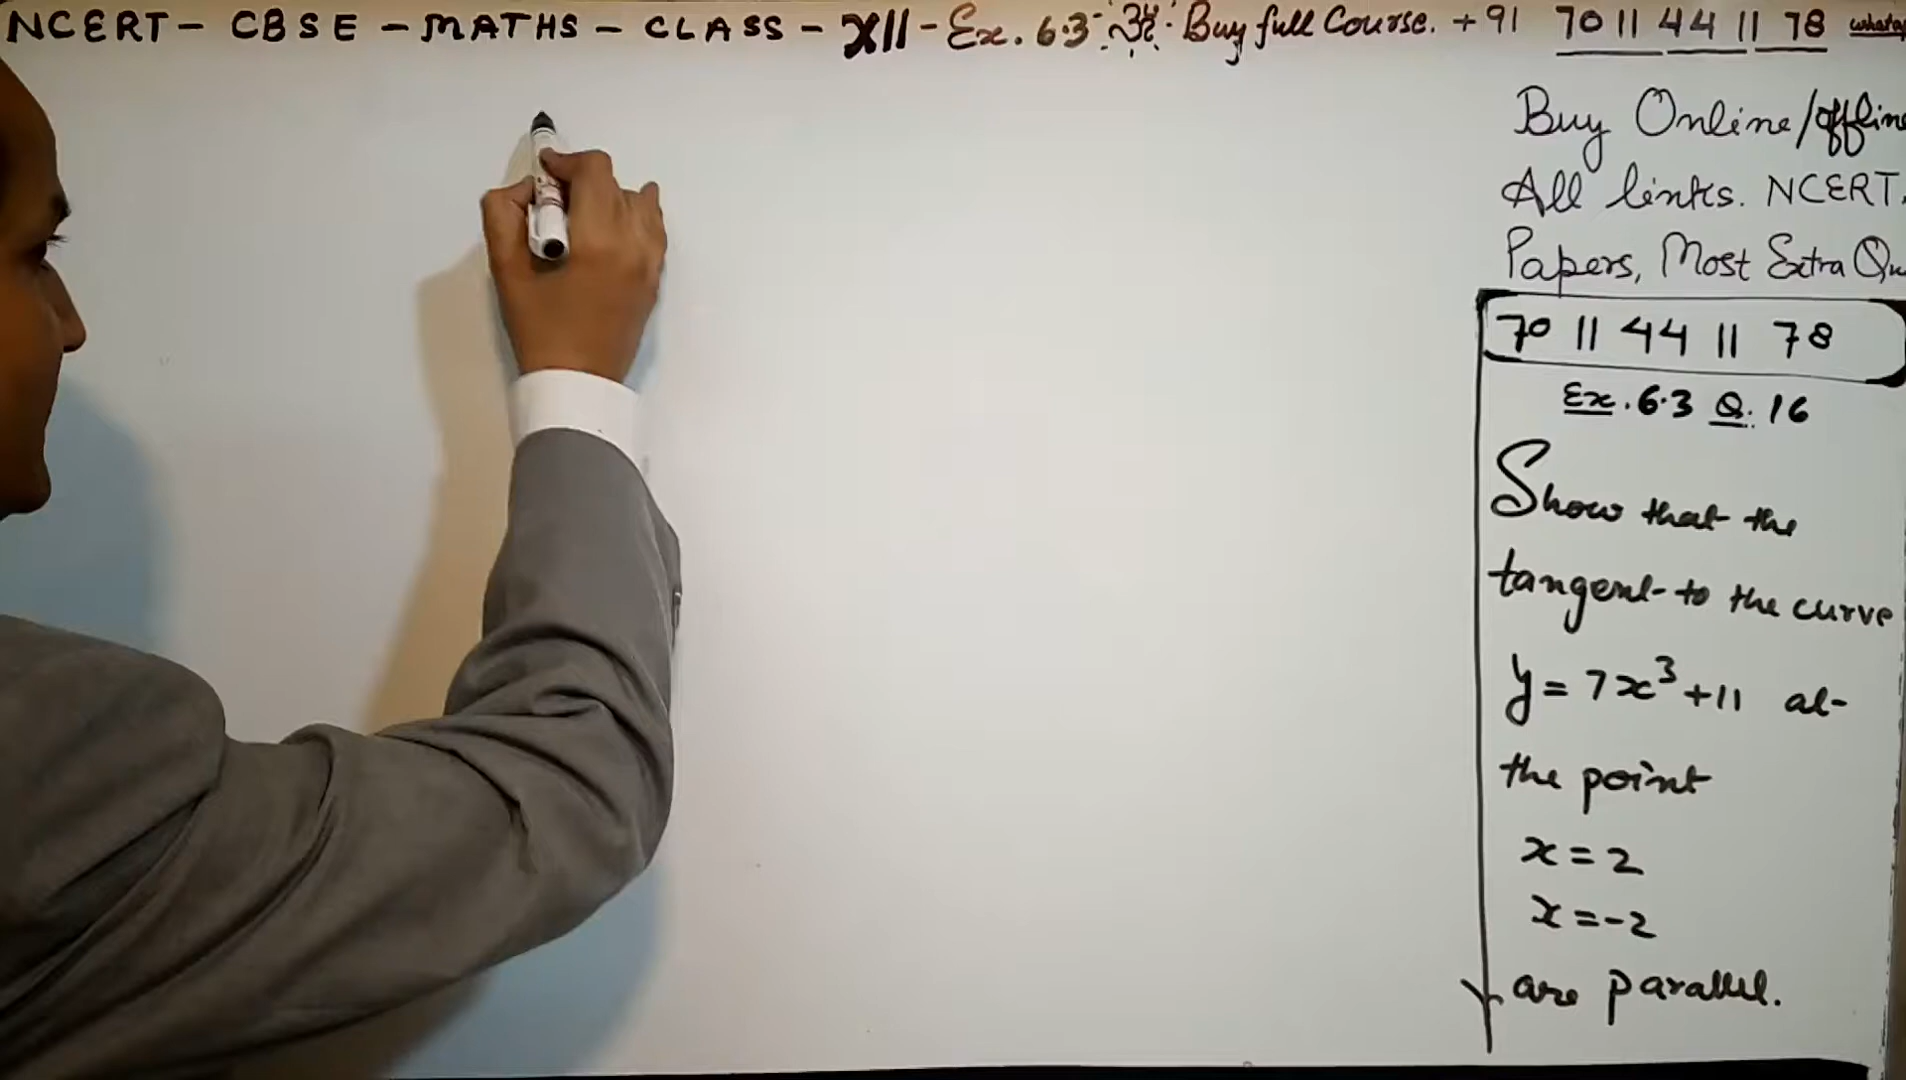 NCERT - CBSE - MATHS - CLASS - XII - Ex. 6.3 ॐ Buy full Course. +91 70 11 44 11 78
Buy Online/offline
All links. NCERT,
Papers, Most Extra Qu
70 11 44 11 78
Ex. 6.3 Q. 16
Show that the
tangent to the curve
y = 7x³ + 11 at
the point
x = 2
x = -2
are parallel.